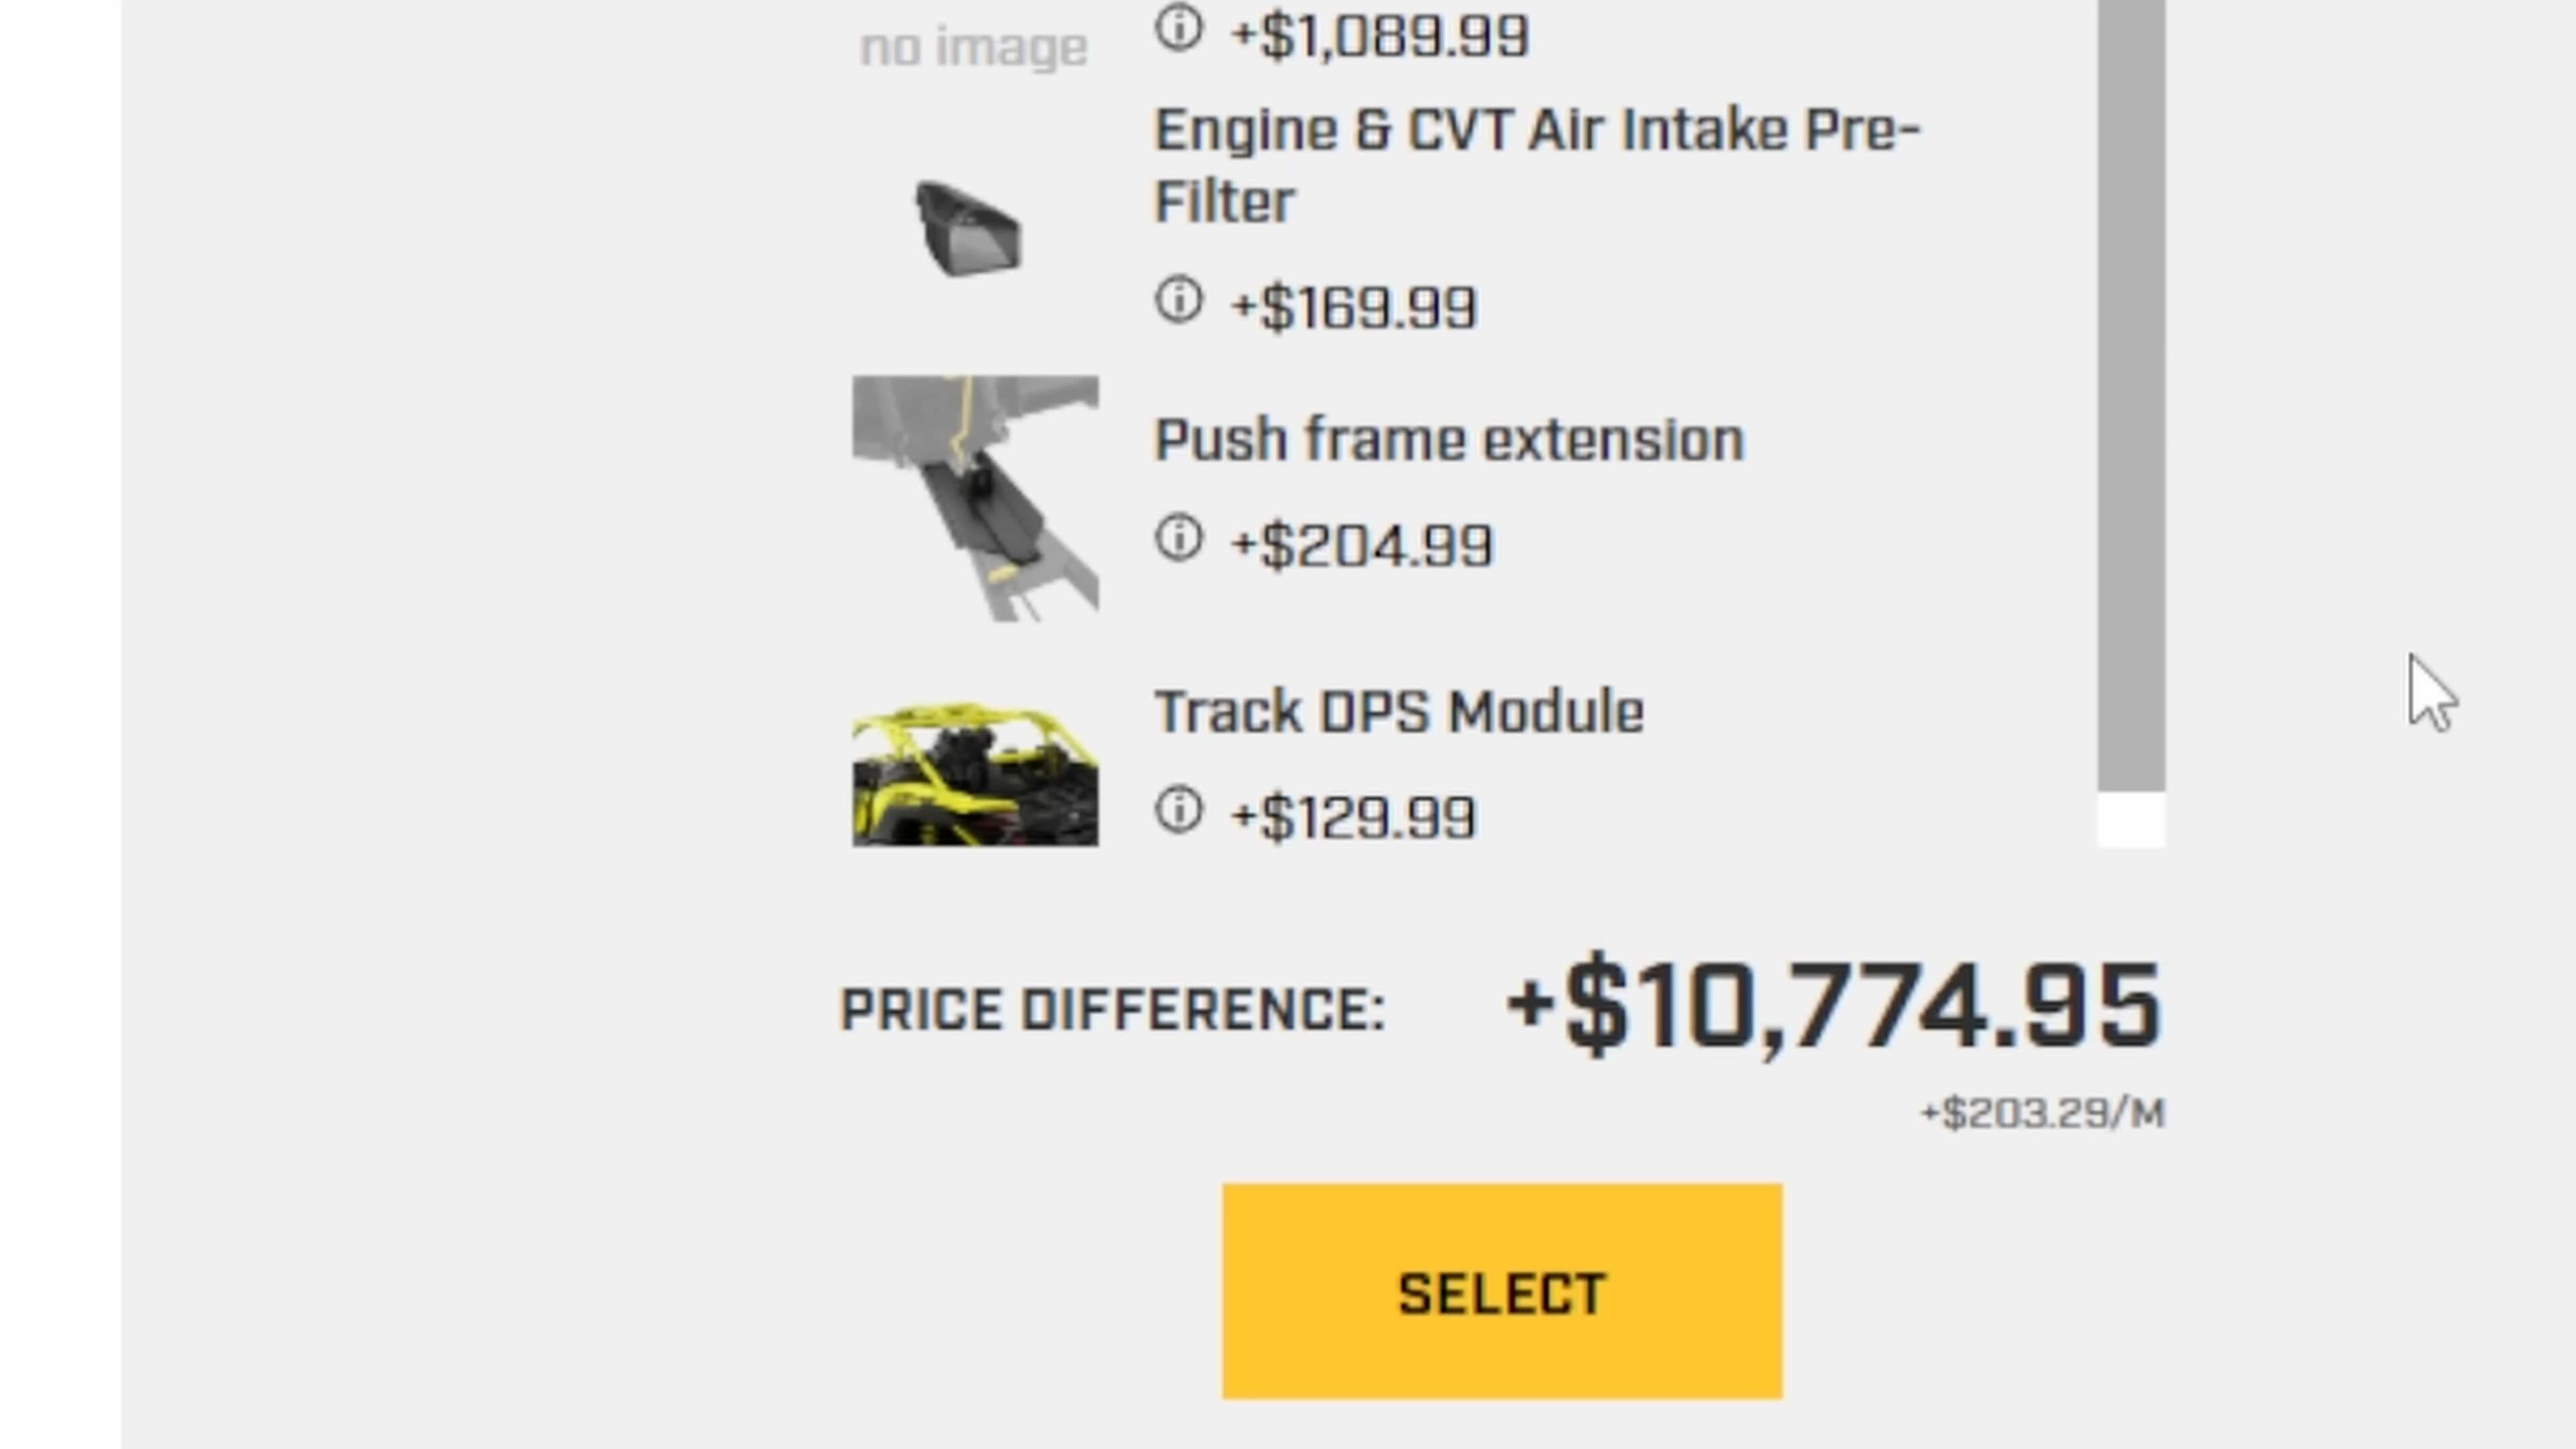 no image
+$1,089.99
Engine & CVT Air Intake Pre-
Filter
+$169.99
Push frame extension
+$204.99
Track DPS Module
+$129.99
PRICE DIFFERENCE:
+$10,774.95
+$203.29/M
SELECT